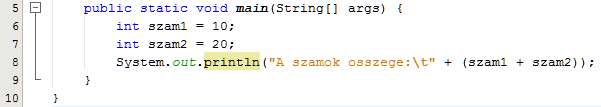 5 public static void main(String[] args) {
6 int szam1 = 10;
7 int szam2 = 20;
8 System.out.println("A szamok osszege:\t" + (szam1 + szam2));
9 }
10 }